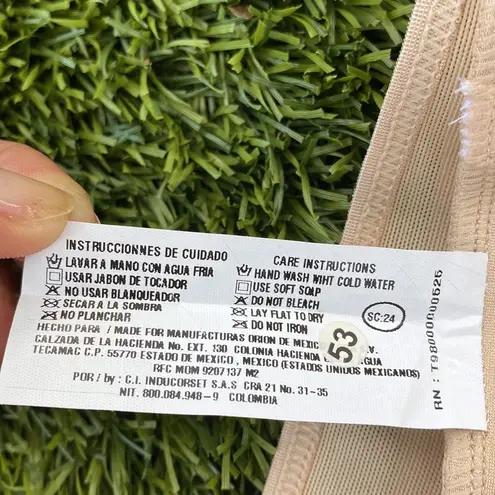 INSTRUCCIONNES DE CUIDADO
LAVAR A MANO CON AGUA FRIA
USAR JABON DE TOCADOR
NO USAR BLANQUEADOR
SECAR A LA SOMBRA
NO PLANCHAR
CARE INSTRUCTIONS
HAND WASH WIHT COLD WATER
USE SOFT SOLP
DO NOT BLEACH
LAY FLAT TO DRY
DO NOT IRON
SC:24
HECHO PARA / MADE FOR MANUFACTURAS ORION DE MEXIC V.
CALZADA DE LA HACIENDA No. EXT. 130 COLONIA HACIENDA AGUA
TECAMAC C.P. 55770 ESTADO DE MEXICO, MEXICO (ESTADOS UNIDOS MEXICANOS)
RFC MOM 9207137 M2
POR / by : C.I. INDUCORSET S.A.S CRA 21 No. 31-35
NIT. 800.084.948-9 COLOMBIA
53
RN : T98000000525